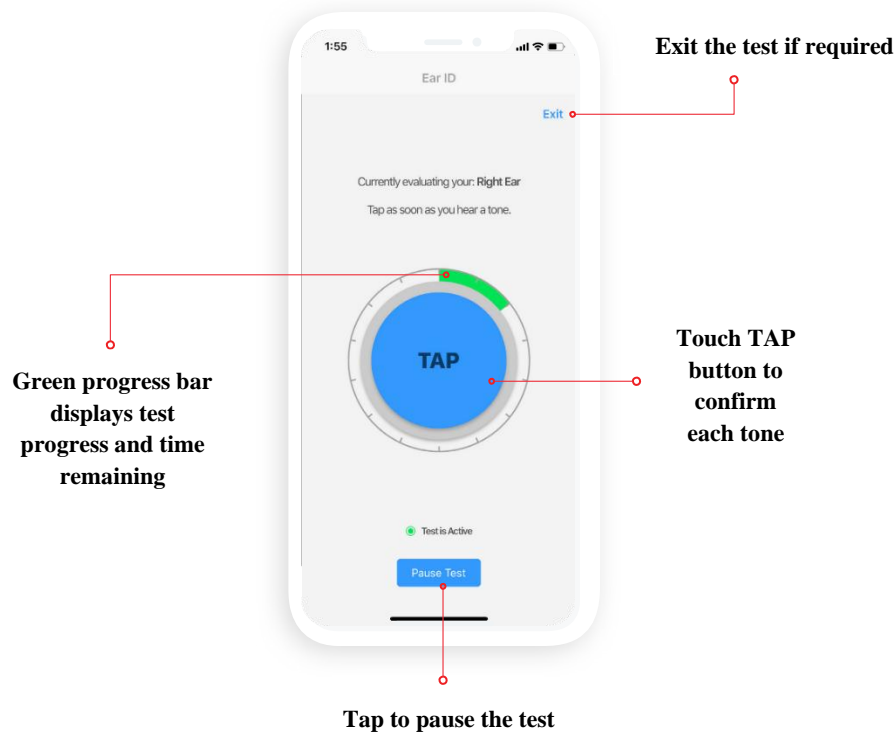 1:55
Exit the test if required
Ear ID
Exit
Currently evaluating your: Right Ear
Tap as soon as you hear a tone.
TAP
Touch TAP
button to
confirm
each tone
Green progress bar
displays test
progress and time
remaining
Test is Active
Pause Test
Tap to pause the test